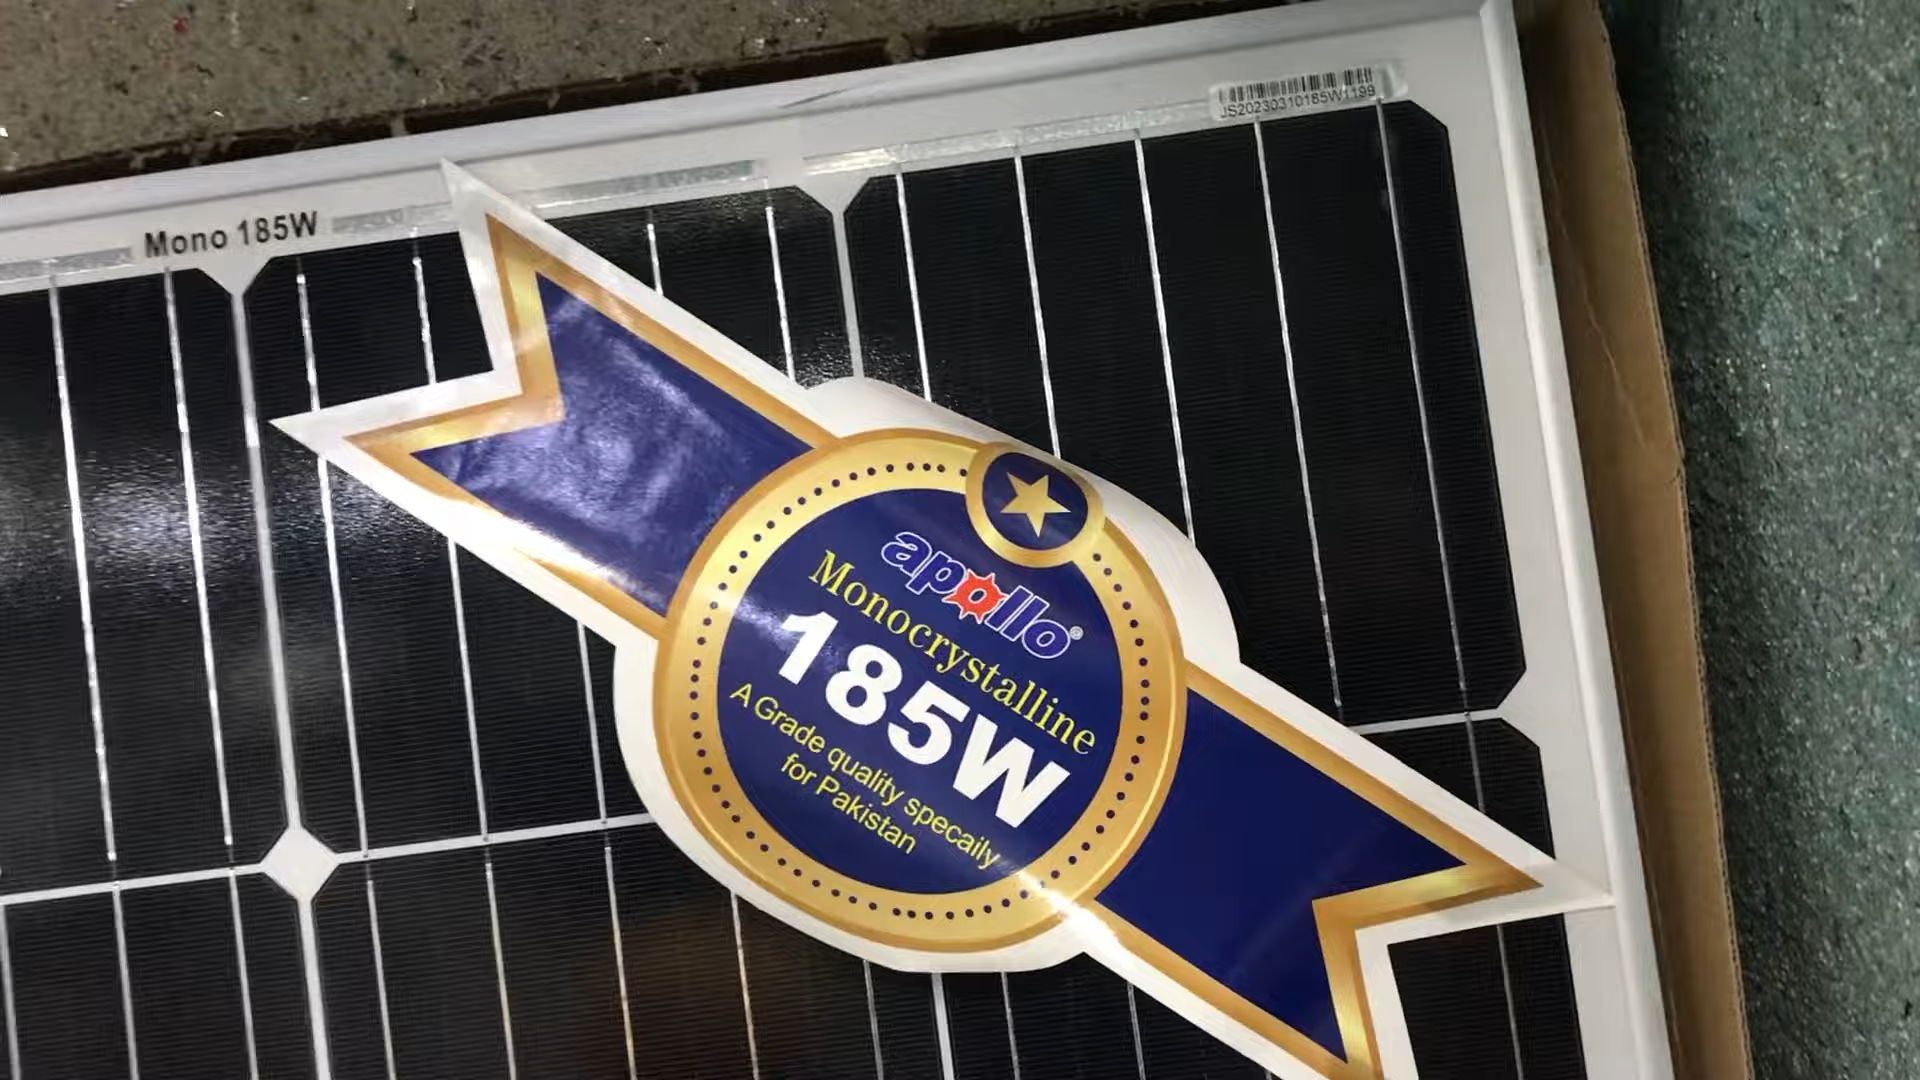 JS20230310185W1199
Mono 185W
apollo®
Monocrystalline
185W
A Grade quality specaily
for Pakistan